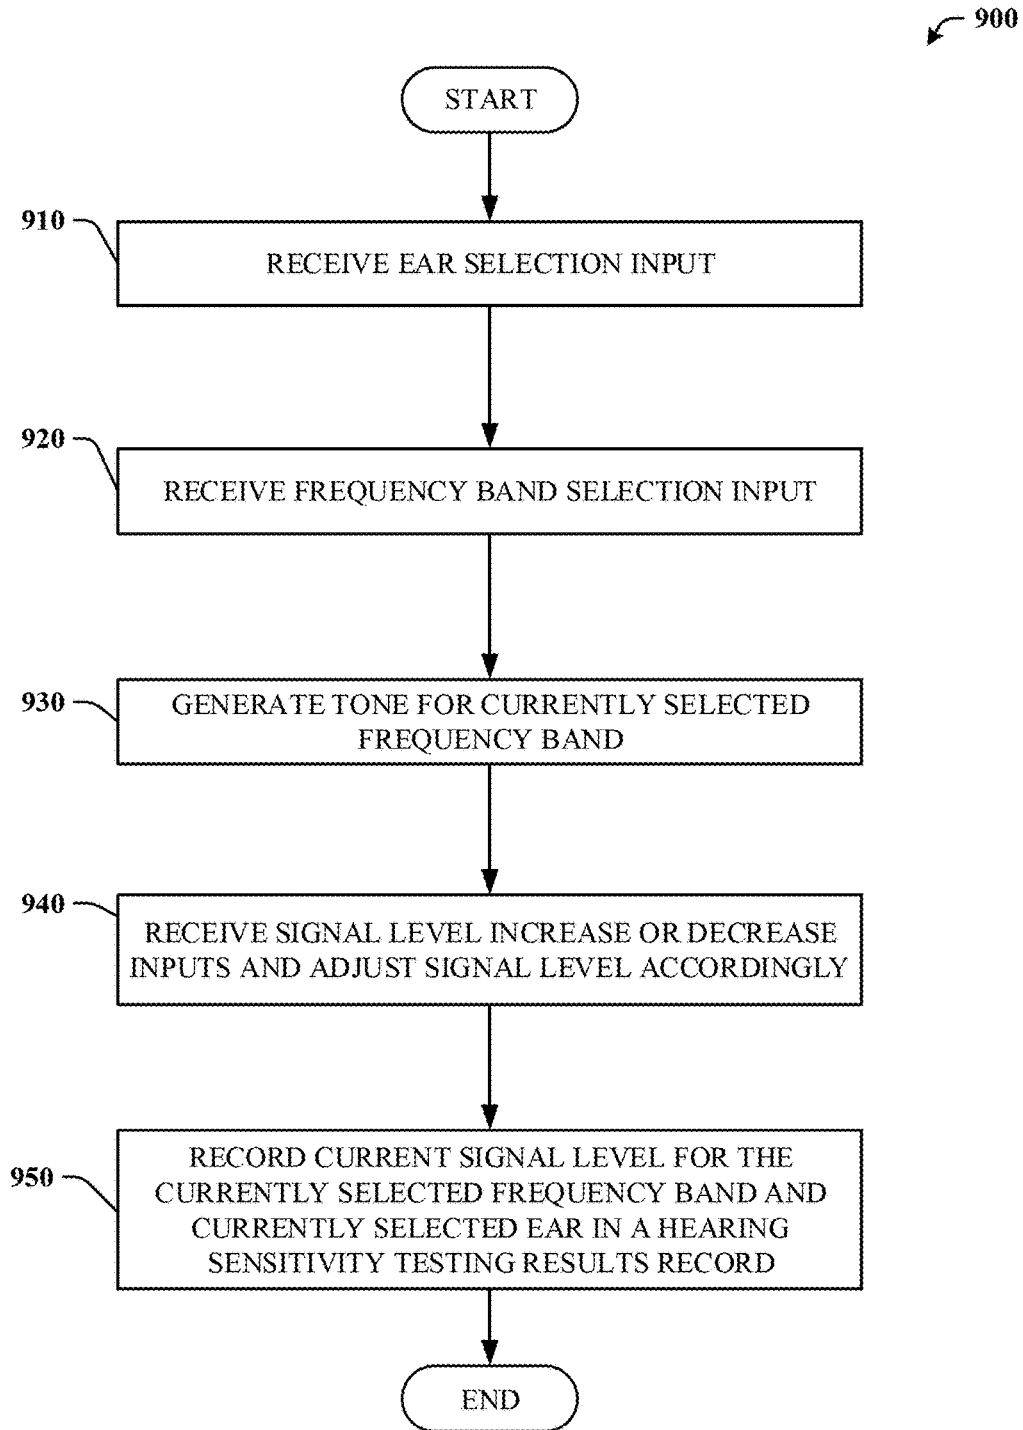 900
START
910
RECEIVE EAR SELECTION INPUT
920
RECEIVE FREQUENCY BAND SELECTION INPUT
930
GENERATE TONE FOR CURRENTLY SELECTED
FREQUENCY BAND
940
RECEIVE SIGNAL LEVEL INCREASE OR DECREASE
INPUTS AND ADJUST SIGNAL LEVEL ACCORDINGLY
950
RECORD CURRENT SIGNAL LEVEL FOR THE
CURRENTLY SELECTED FREQUENCY BAND AND
CURRENTLY SELECTED EAR IN A HEARING
SENSITIVITY TESTING RESULTS RECORD
END